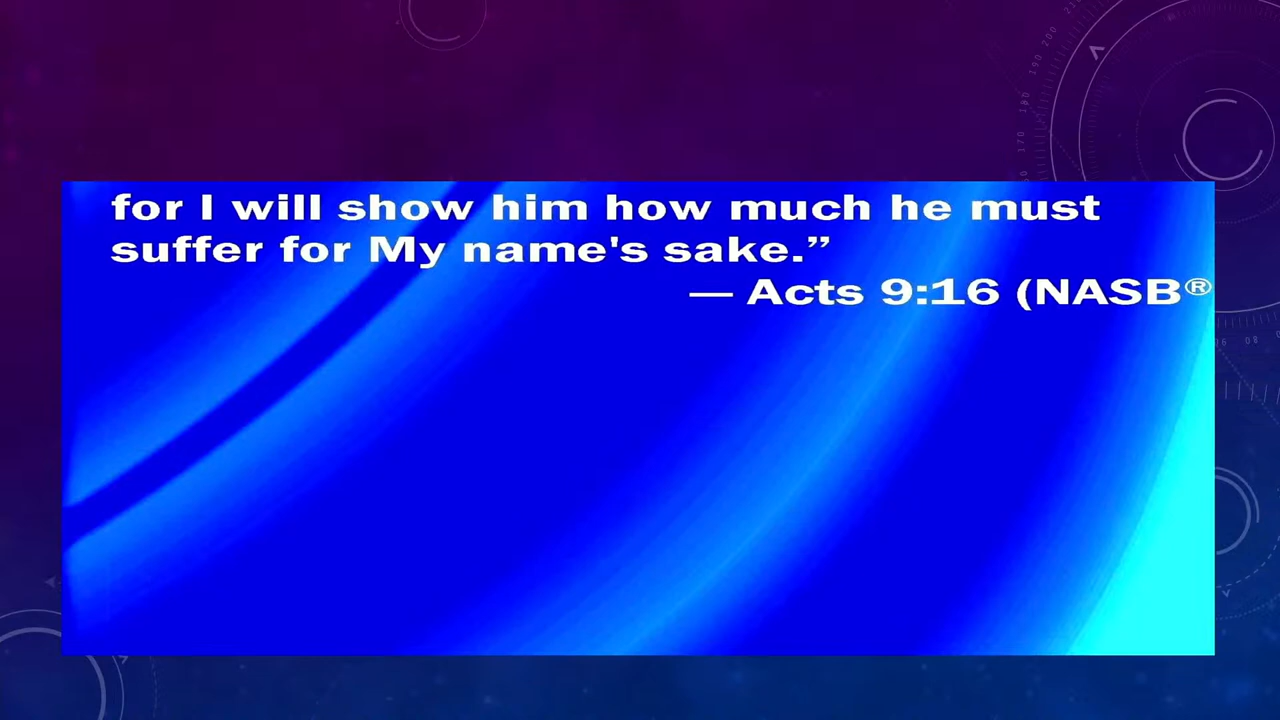 for I will show him how much he must
suffer for My name's sake.”
— Acts 9:16 (NASB®